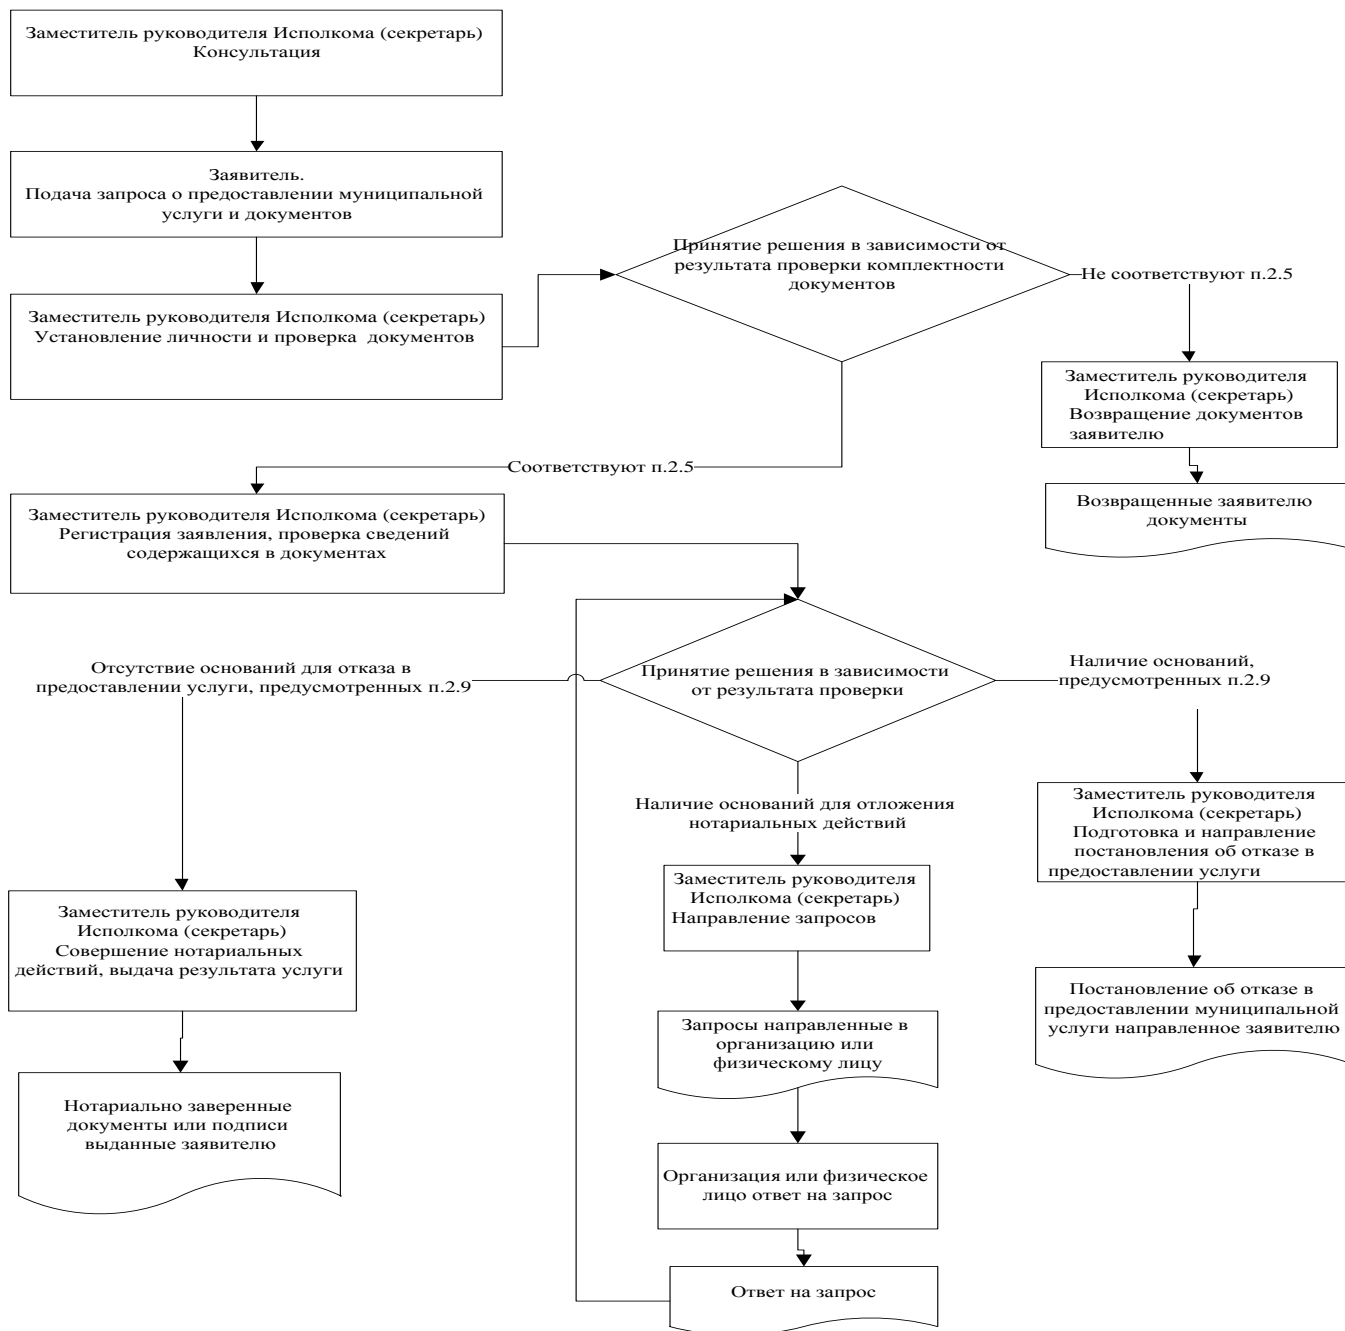 Заместитель руководителя Исполкома (секретарь)
Консультация
Заявитель.
Подача запроса о предоставлении муниципальной
услуги и документов
Заместитель руководителя Исполкома (секретарь)
Установление личности и проверка документов
Принятие решения в зависимости от
результата проверки комплектности
документов
Не соответствуют п.2.5
Заместитель руководителя
Исполкома (секретарь)
Возвращение документов
заявителю
Возвращенные заявителю
документы
Соответствуют п.2.5
Заместитель руководителя Исполкома (секретарь)
Регистрация заявления, проверка сведений
содержащихся в документах
Принятие решения в зависимости
от результата проверки
Отсутствие оснований для отказа в
предоставлении услуги, предусмотренных п.2.9
Заместитель руководителя
Исполкома (секретарь)
Совершение нотариальных
действий, выдача результата услуги
Нотариально заверенные
документы или подписи
выданные заявителю
Наличие оснований для отложения
нотариальных действий
Заместитель руководителя
Исполкома (секретарь)
Направление запросов
Запросы направленные в
организацию или
физическому лицу
Организация или физическое
лицо ответ на запрос
Ответ на запрос
Наличие оснований,
предусмотренных п.2.9
Заместитель руководителя
Исполкома (секретарь)
Подготовка и направление
постановления об отказе в
предоставлении услуги
Постановление об отказе в
предоставлении муниципальной
услуги направленное заявителю